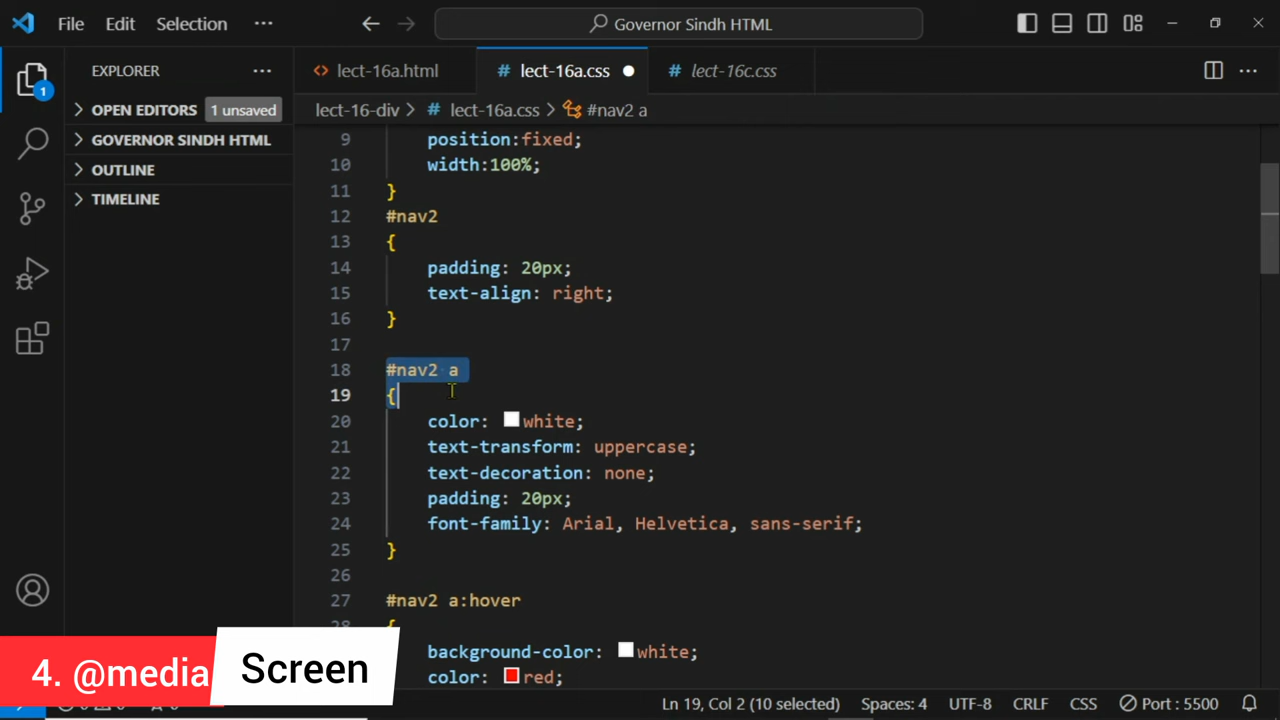 File Edit Selection ··· Governor Sindh HTML
EXPLORER ···
1
OPEN EDITORS 1 unsaved
GOVERNOR SINDH HTML
OUTLINE
TIMELINE
lect-16a.html # lect-16a.css # lect-16c.css ···
lect-16-div > # lect-16a.css > #nav2 a
9 position:fixed;
10 width:100%;
11 }
12 #nav2
13 {
14 padding: 20px;
15 text-align: right;
16 }
17
18 #nav2 a
19 {
20 color: white;
21 text-transform: uppercase;
22 text-decoration: none;
23 padding: 20px;
24 font-family: Arial, Helvetica, sans-serif;
25 }
26
27 #nav2 a:hover
28 {
background-color: white;
color: red;
4. @media Screen
Ln 19, Col 2 (10 selected) Spaces: 4 UTF-8 CRLF CSS Port : 5500